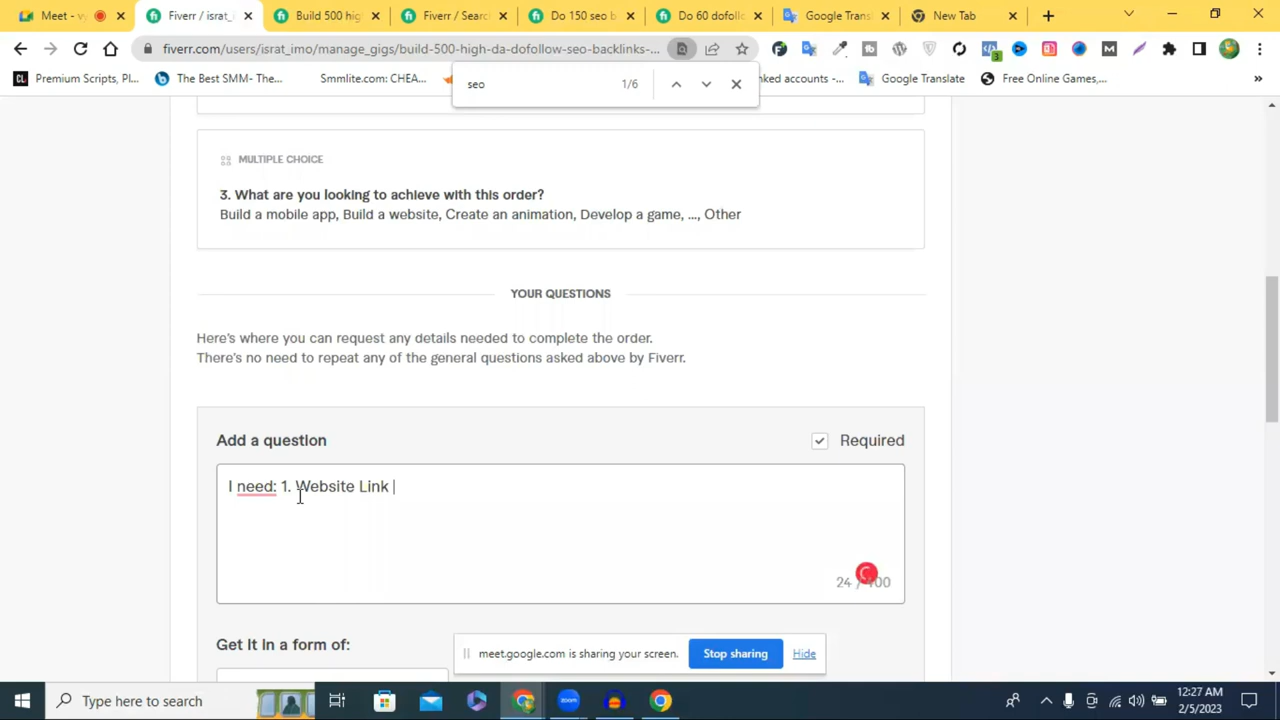 Meet - vy
Fiverr / israt_i
Build 500 hig
Fiverr / Searc
Do 150 seo b
Do 60 dofoll
Google Trans
New Tab
fiverr.com/users/israt_imo/manage_gigs/build-500-high-da-dofollow-seo-backlinks-...
Premium Scripts, Pl...
The Best SMM- The...
Smmlite.com: CHEA...
nked accounts -...
Google Translate
Free Online Games,...
»
seo
1/6
MULTIPLE CHOICE
3. What are you looking to achieve with this order?
Build a mobile app, Build a website, Create an animation, Develop a game, ..., Other
YOUR QUESTIONS
Here's where you can request any details needed to complete the order.
There's no need to repeat any of the general questions asked above by Fiverr.
Add a question
Required
I need: 1. Website Link
24 / 400
Get it in a form of:
meet.google.com is sharing your screen.
Stop sharing
Hide
Type here to search
12:27 AM
2/5/2023